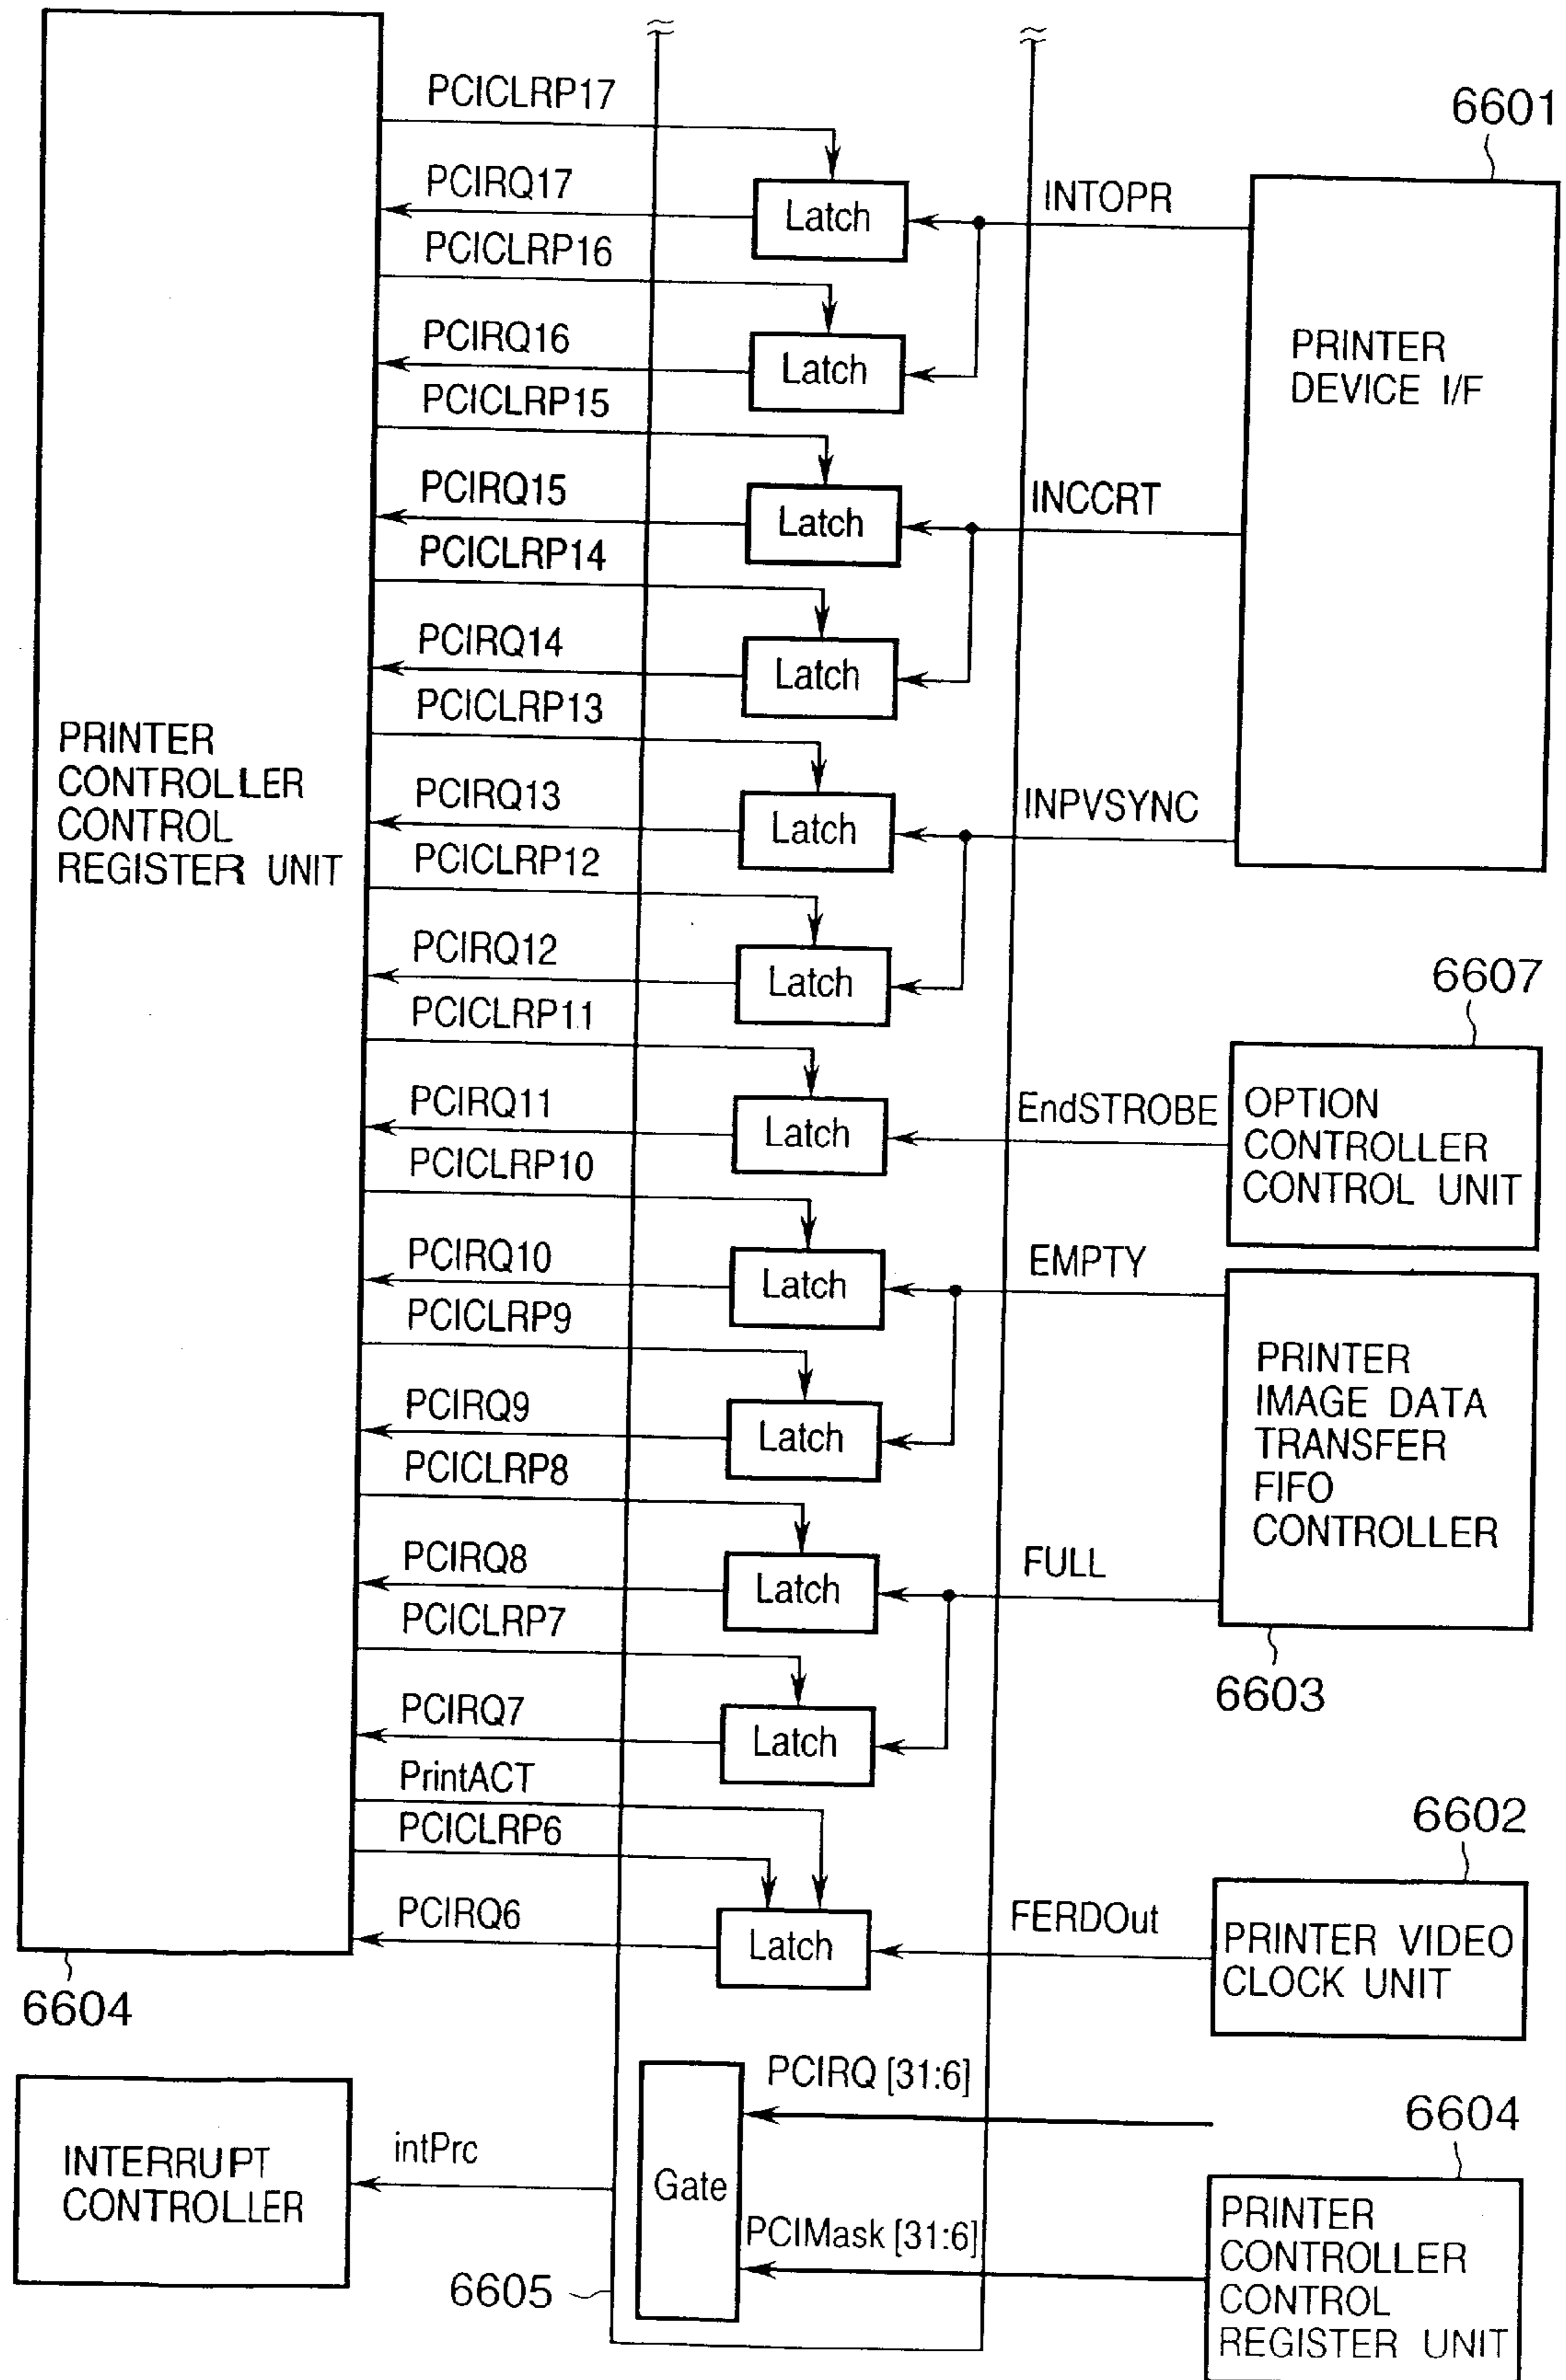 PCICLRP17
6601
PCIRQ17
Latch
INTOPR
PCICLRP16
PCIRQ16
Latch
PRINTER
DEVICE I/F
PCICLRP15
PCIRQ15
Latch
INCCRT
PCICLRP14
PCIRQ14
Latch
PCICLRP13
PRINTER
CONTROLLER
CONTROL
REGISTER UNIT
PCIRQ13
Latch
INPVSYNC
PCICLRP12
PCIRQ12
Latch
6607
PCICLRP11
PCIRQ11
Latch
EndSTROBE
OPTION
CONTROLLER
CONTROL UNIT
PCICLRP10
PCIRQ10
Latch
EMPTY
PCICLRP9
PRINTER
IMAGE DATA
TRANSFER
FIFO
CONTROLLER
PCIRQ9
Latch
PCICLRP8
PCIRQ8
Latch
FULL
PCICLRP7
6603
PCIRQ7
Latch
PrintACT
PCICLRP6
6602
PCIRQ6
Latch
FERDOut
PRINTER VIDEO
CLOCK UNIT
6604
PCIRQ [31:6]
6604
INTERRUPT
CONTROLLER
intPrc
Gate
PCIMask [31:6]
6605
PRINTER
CONTROLLER
CONTROL
REGISTER UNIT